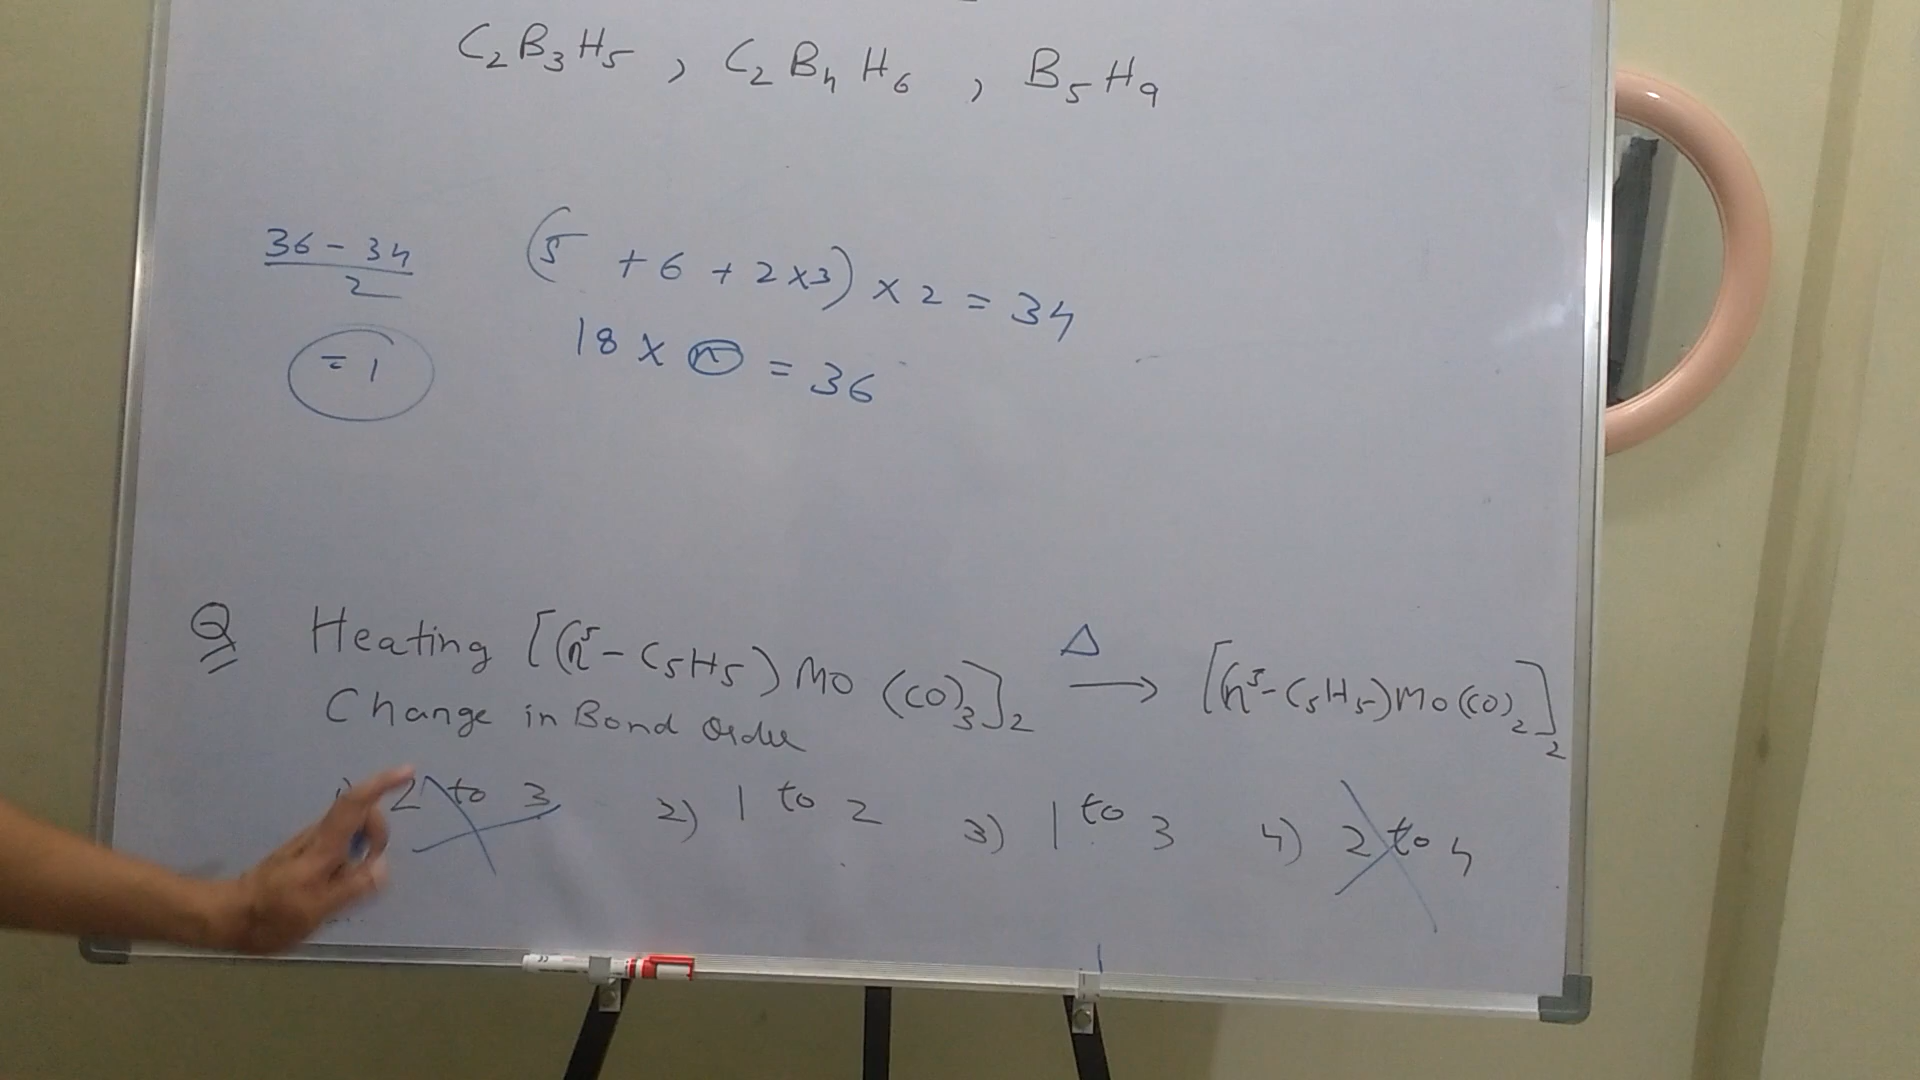 C₂B₃H₅ , C₂B₄H₆ , B₅H₉
(5 + 6 + 2×3) × 2 = 34
36 - 34
2
= 1
18 × n = 36
Q Heating [(η⁵-C₅H₅)Mo(CO)₃]₂ Δ → [(η⁵-C₅H₅)Mo(CO)₂]₂
Change in Bond Order
1) 2 to 3 2) 1 to 2 3) 1 to 3 4) 2 to 4